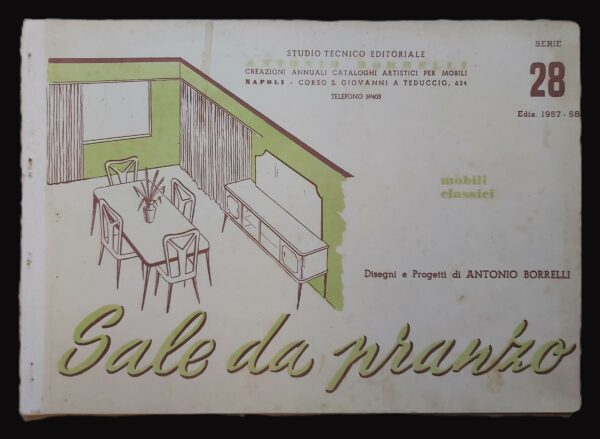 STUDIO TECNICO EDITORIALE
ANTONIO BORRELLI
CREAZIONI ANNUALI CATALOGHI ARTISTICI PER MOBILI
NAPOLI - CORSO S. GIOVANNI A TEDUCCIO, 634
TELEFONO 59403
SERIE
28
Ediz. 1957 - 58
mobili
classici
Disegni e Progetti di ANTONIO BORRELLI
Sale da pranzo